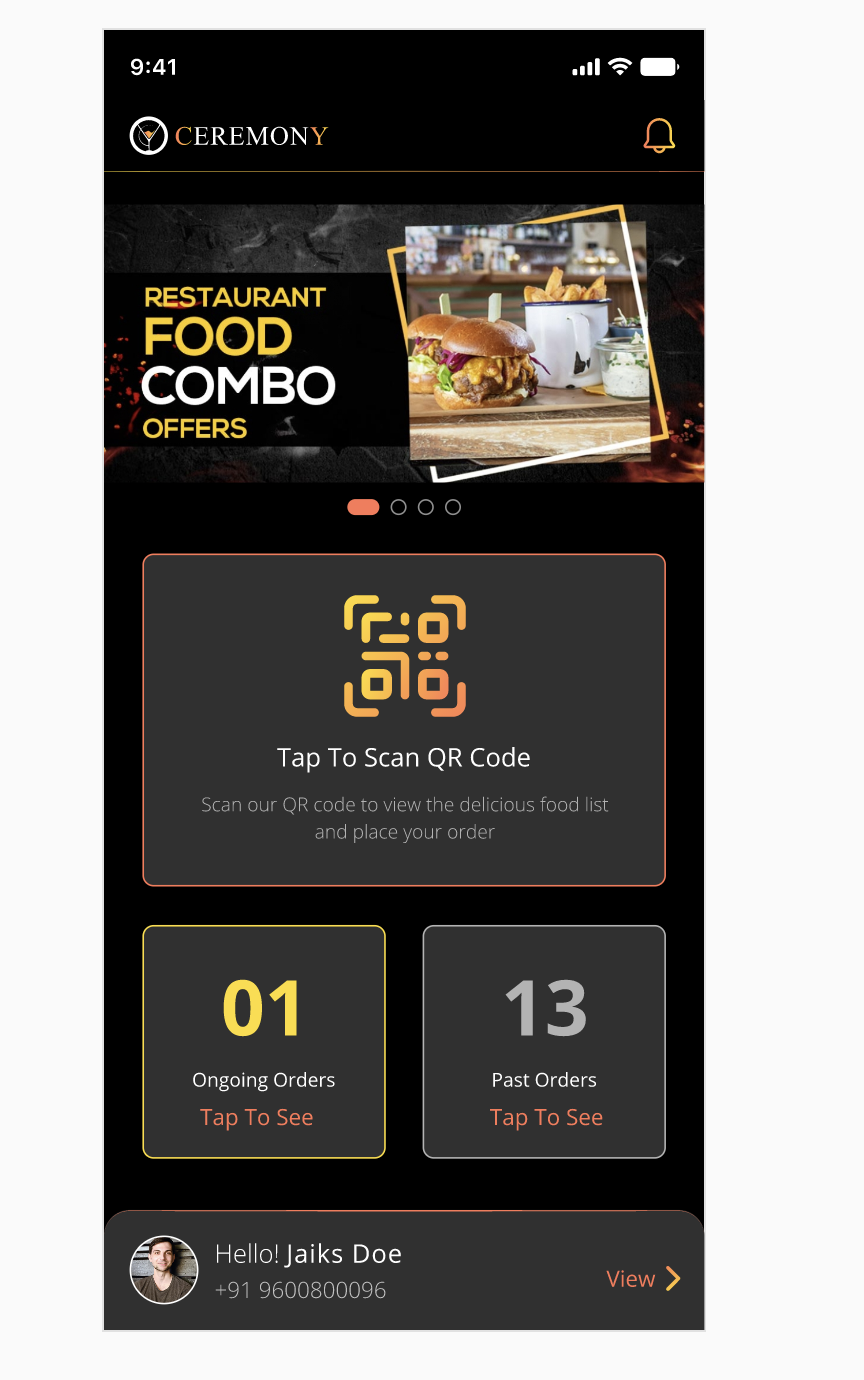 9:41
CEREMONY
RESTAURANT
FOOD
COMBO
OFFERS
Tap To Scan QR Code
Scan our QR code to view the delicious food list
and place your order
01
Ongoing Orders
Tap To See
13
Past Orders
Tap To See
Hello! Jaiks Doe
+91 9600800096
View